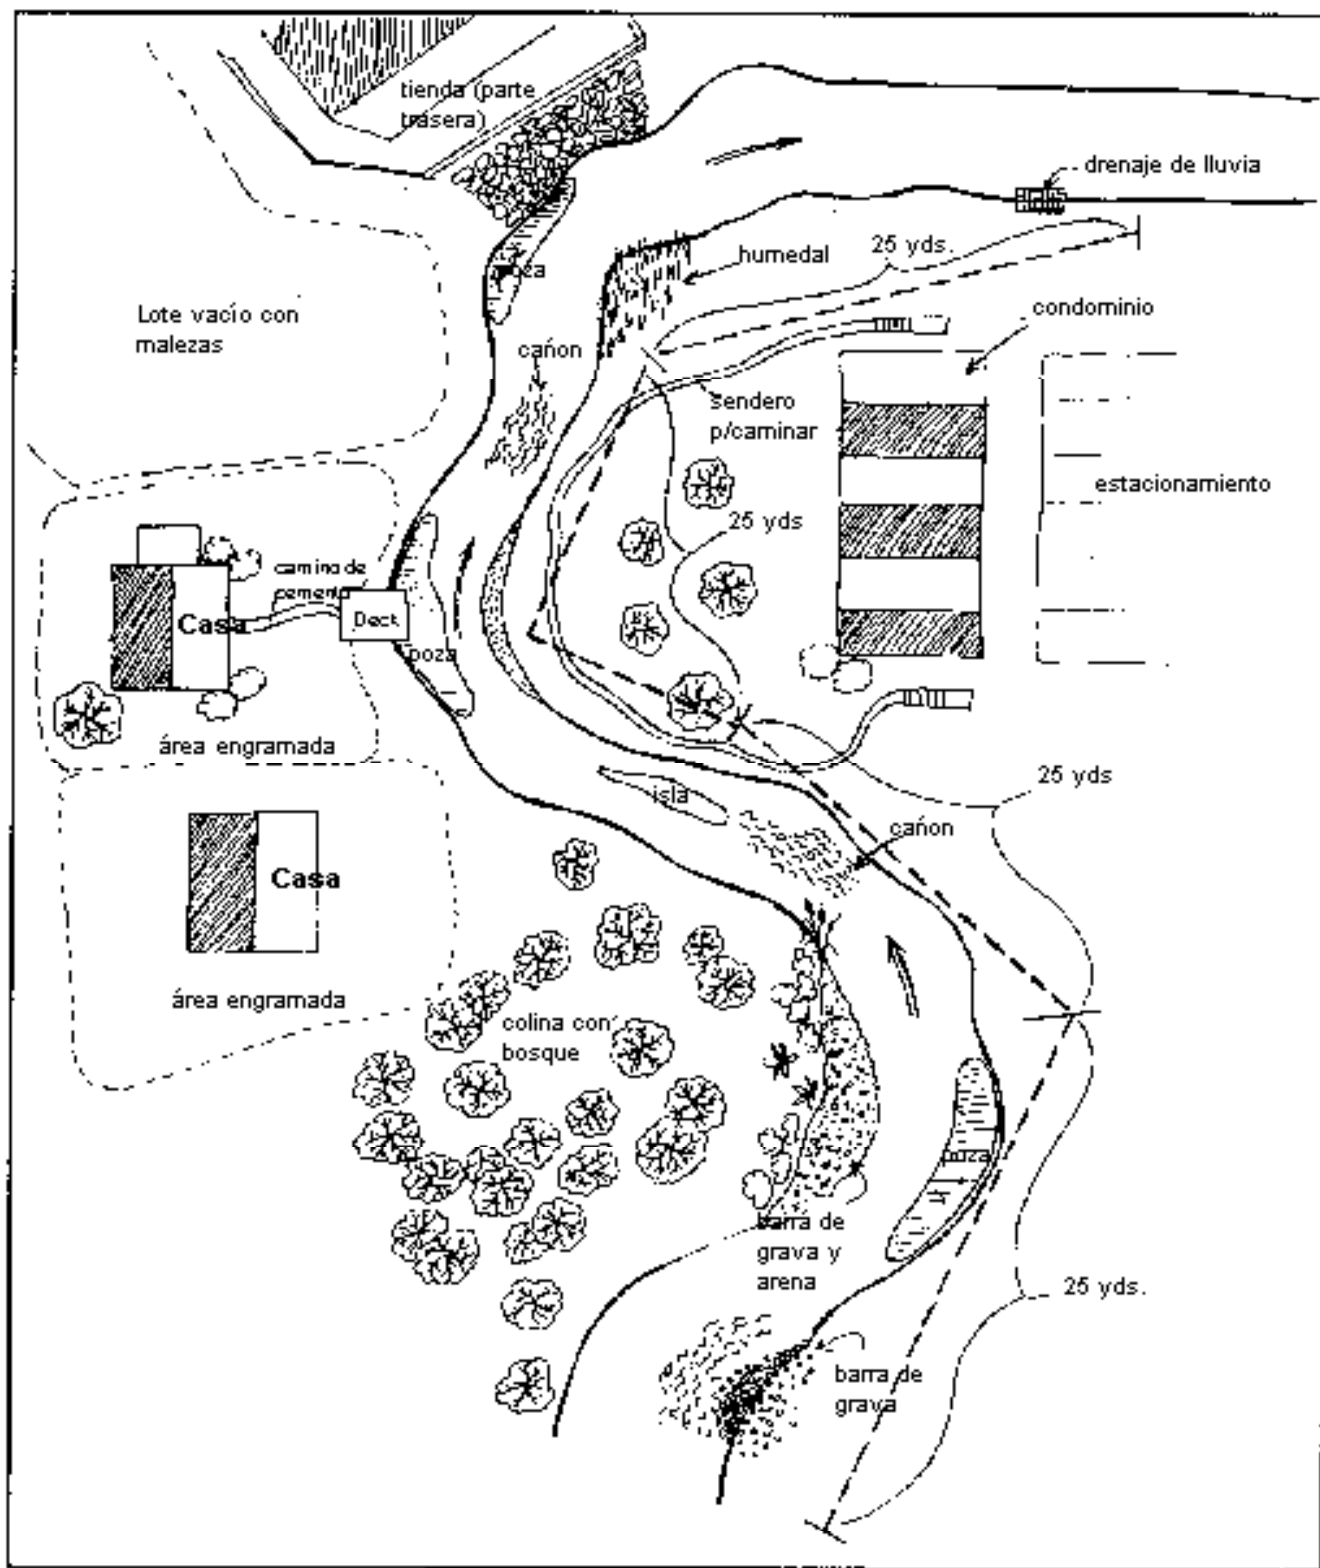 tienda (parte
trasera)
drenaje de lluvia
25 yds.
humedal
poza
condominio
Lote vacío con
malezas
cañon
sendero
p/caminar
estacionamiento
25 yds
camino de
cemento
Casa
Deck
poza
área engramada
25 yds
isla
cañon
Casa
área engramada
colina con
bosque
poza
barra de
grava y
arena
25 yds.
barra de
grava